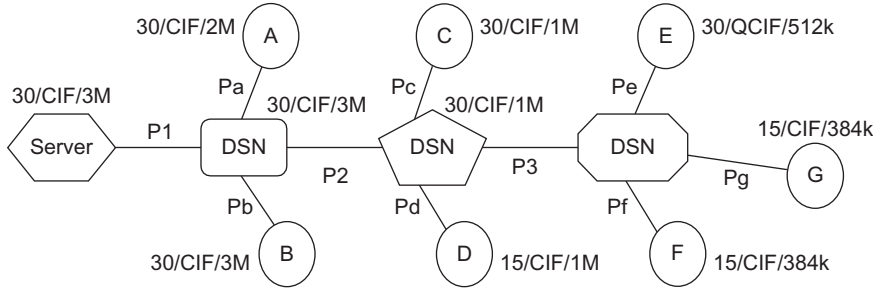 30/CIF/2M
A
C
30/CIF/1M
E
30/QCIF/512k
Pa
Pc
Pe
30/CIF/3M
30/CIF/3M
30/CIF/1M
15/CIF/384k
Server
P1
DSN
P2
DSN
P3
DSN
Pg
G
Pb
Pd
Pf
30/CIF/3M
B
D
15/CIF/1M
F
15/CIF/384k